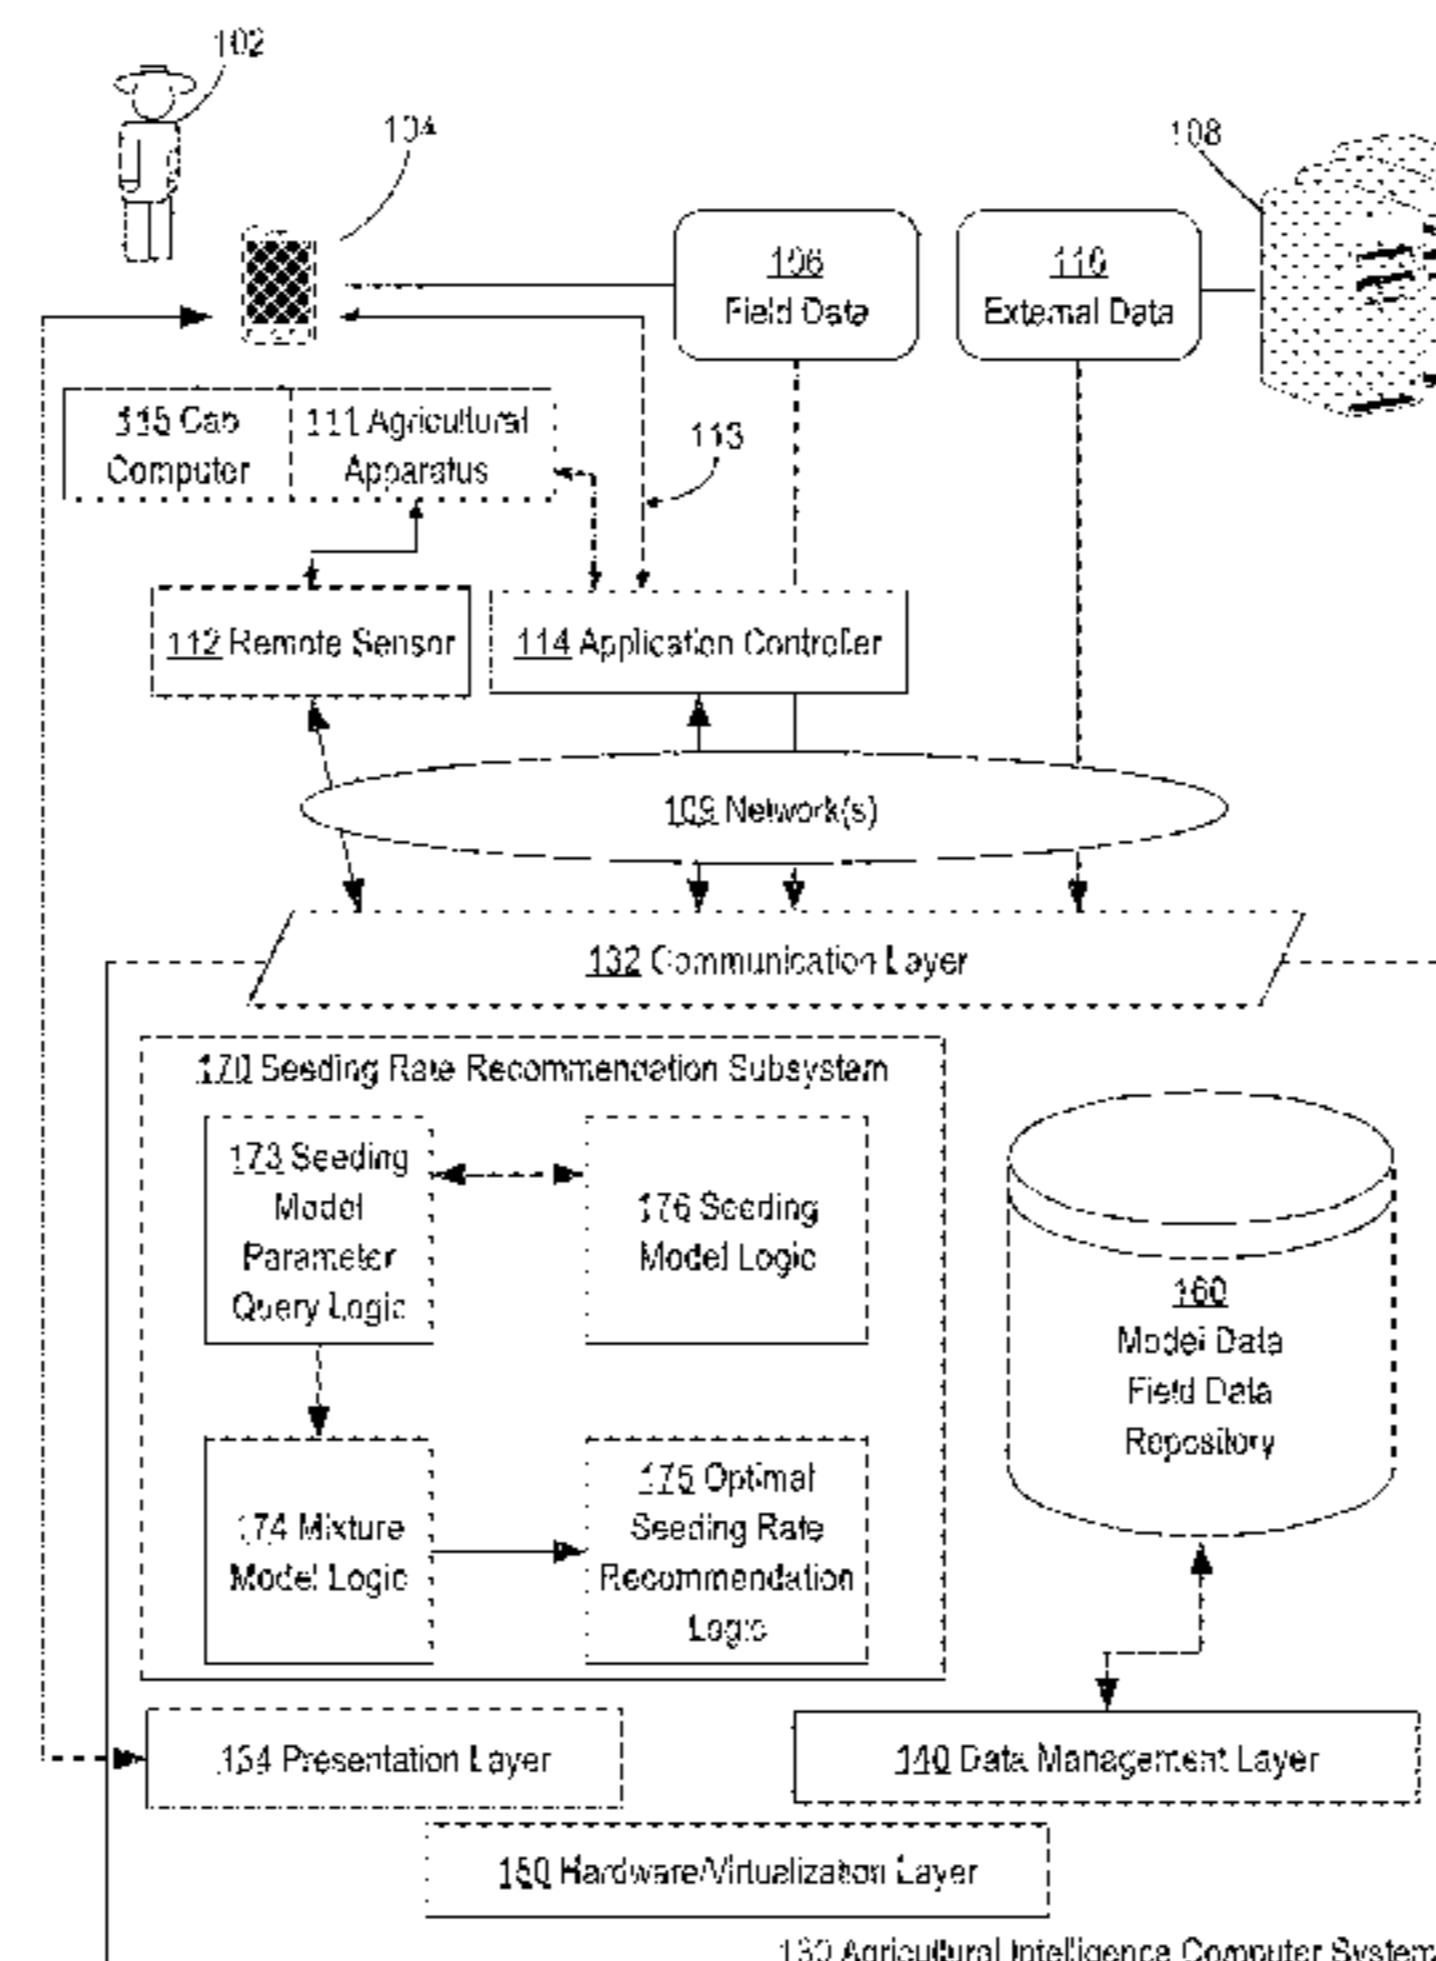 102
104
108
106
Field Data
110
External Data
115 Cab
Computer
111 Agricultural
Apparatus
113
112 Remote Sensor
114 Application Controller
109 Network(s)
132 Communication Layer
170 Seeding Rate Recommendation Subsystem
173 Seeding
Model
Parameter
Query Logic
176 Seeding
Model Logic
160
Model Data
Field Data
Repository
174 Mixture
Model Logic
175 Optimal
Seeding Rate
Recommendation
Logic
134 Presentation Layer
140 Data Management Layer
150 Hardware/Virtualization Layer
130 Agricultural Intelligence Computer System